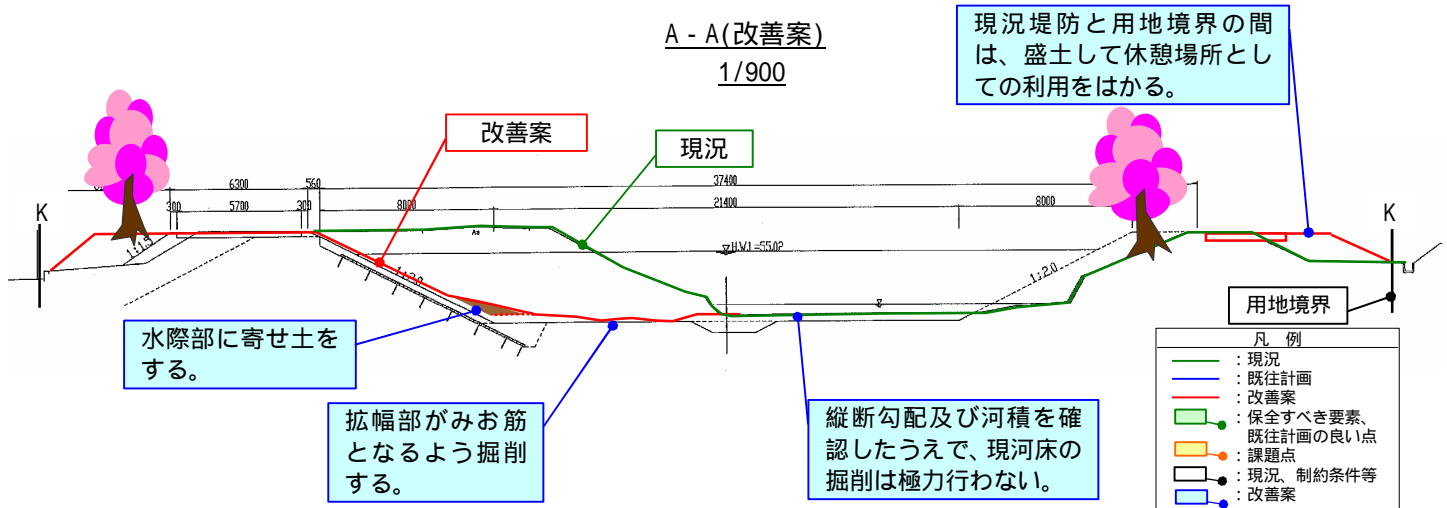 A - A(改善案)
1/900
現況堤防と用地境界の間
は、盛土して休憩場所とし
ての利用をはかる。
改善案
現況
37400
6300
560
300
5700
300
8000
21400
8000
K
K
1:1.5
1:2.0
1:2.0
用地境界
水際部に寄せ土を
する。
拡幅部がみお筋
となるよう掘削
する。
縦断勾配及び河積を確
認したうえで、現河床の
掘削は極力行わない。
凡 例
:現況
:既往計画
:改善案
:保全すべき要素、
既往計画の良い点
:課題点
:現況、制約条件等
:改善案